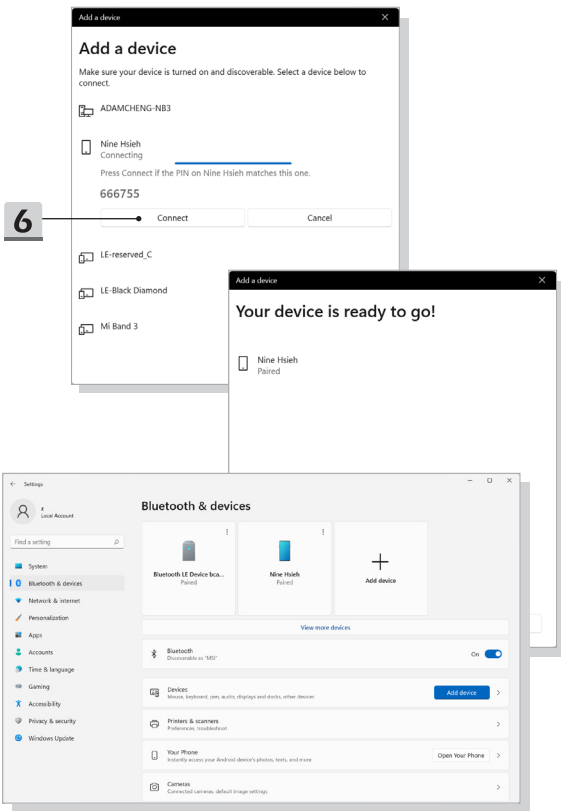 Add a device
Add a device
Make sure your device is turned on and discoverable. Select a device below to
connect.
ADAMCHENG-NB3
Nine Hsieh
Connecting
Press Connect if the PIN on Nine Hsieh matches this one.
666755
6
Connect
Cancel
LE-reserved_C
LE-Black Diamond
Mi Band 3
Add a device
Your device is ready to go!
Nine Hsieh
Paired
Settings
z
Local Account
Find a setting
System
Bluetooth & devices
Network & internet
Personalization
Apps
Accounts
Time & language
Gaming
Accessibility
Privacy & security
Windows Update
Bluetooth & devices
Bluetooth LE Device bca...
Paired
Nine Hsieh
Paired
Add device
View more devices
Bluetooth
Discoverable as "MSI"
On
Devices
Mouse, keyboard, pen, audio, displays and docks, other devices
Add device
Printers & scanners
Preferences, troubleshoot
Your Phone
Instantly access your Android device's photos, texts, and more
Open Your Phone
Cameras
Connected cameras, default image settings